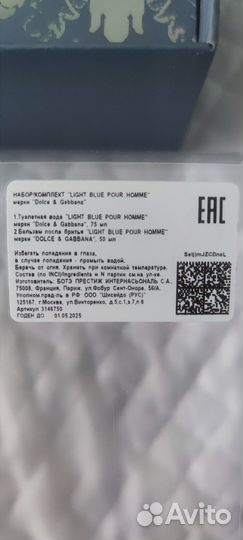 НАБОР/КОМПЛЕКТ "LIGHT BLUE POUR HOMME"
марки "Dolce & Gabbana"
1.Туалетная вода "LIGHT BLUE POUR HOMME"
марки "Dolce & Gabbana", 75 мл
2.Бальзам после бритья "LIGHT BLUE POUR HOMME"
марки "DOLCE & GABBANA", 50 мл
EAC
Избегать попадания в глаза,
в случае попадания - промыть водой.
Беречь от огня. Хранить при комнатной температуре.
Состав (по INCI)/Ingredients и N партии см.на уп-ке.
Изготовитель: БОТЭ ПРЕСТИЖ ИНТЕРНАСЬОНАЛЬ С.А.,
75008, Франция, Париж, ул.Фобур Сент-Оноре, 56/А.
Уполном.пред-ль в РФ: ООО "Шисейдо (РУС)"
125167, г.Москва, ул.Викторенко, д.5,с.1,э.7,п.8
Артикул 3146750
ГОДЕН ДО 01.05.2025
Avito